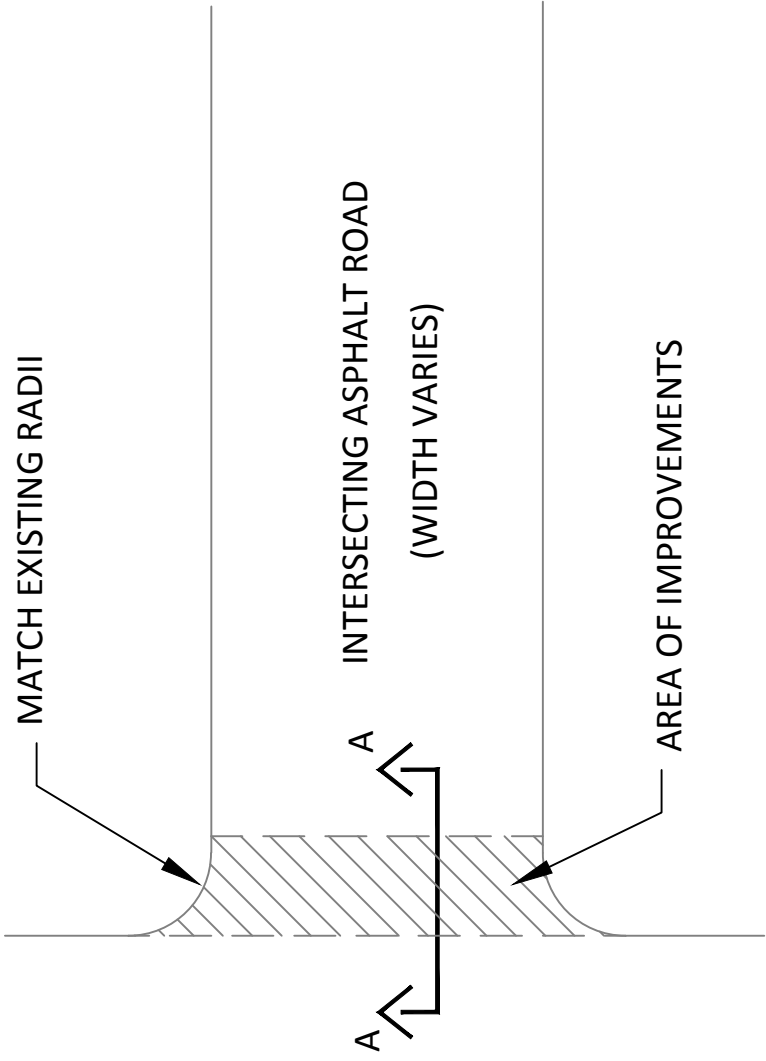 MATCH EXISTING RADII
INTERSECTING ASPHALT ROAD
(WIDTH VARIES)
A
A
AREA OF IMPROVEMENTS